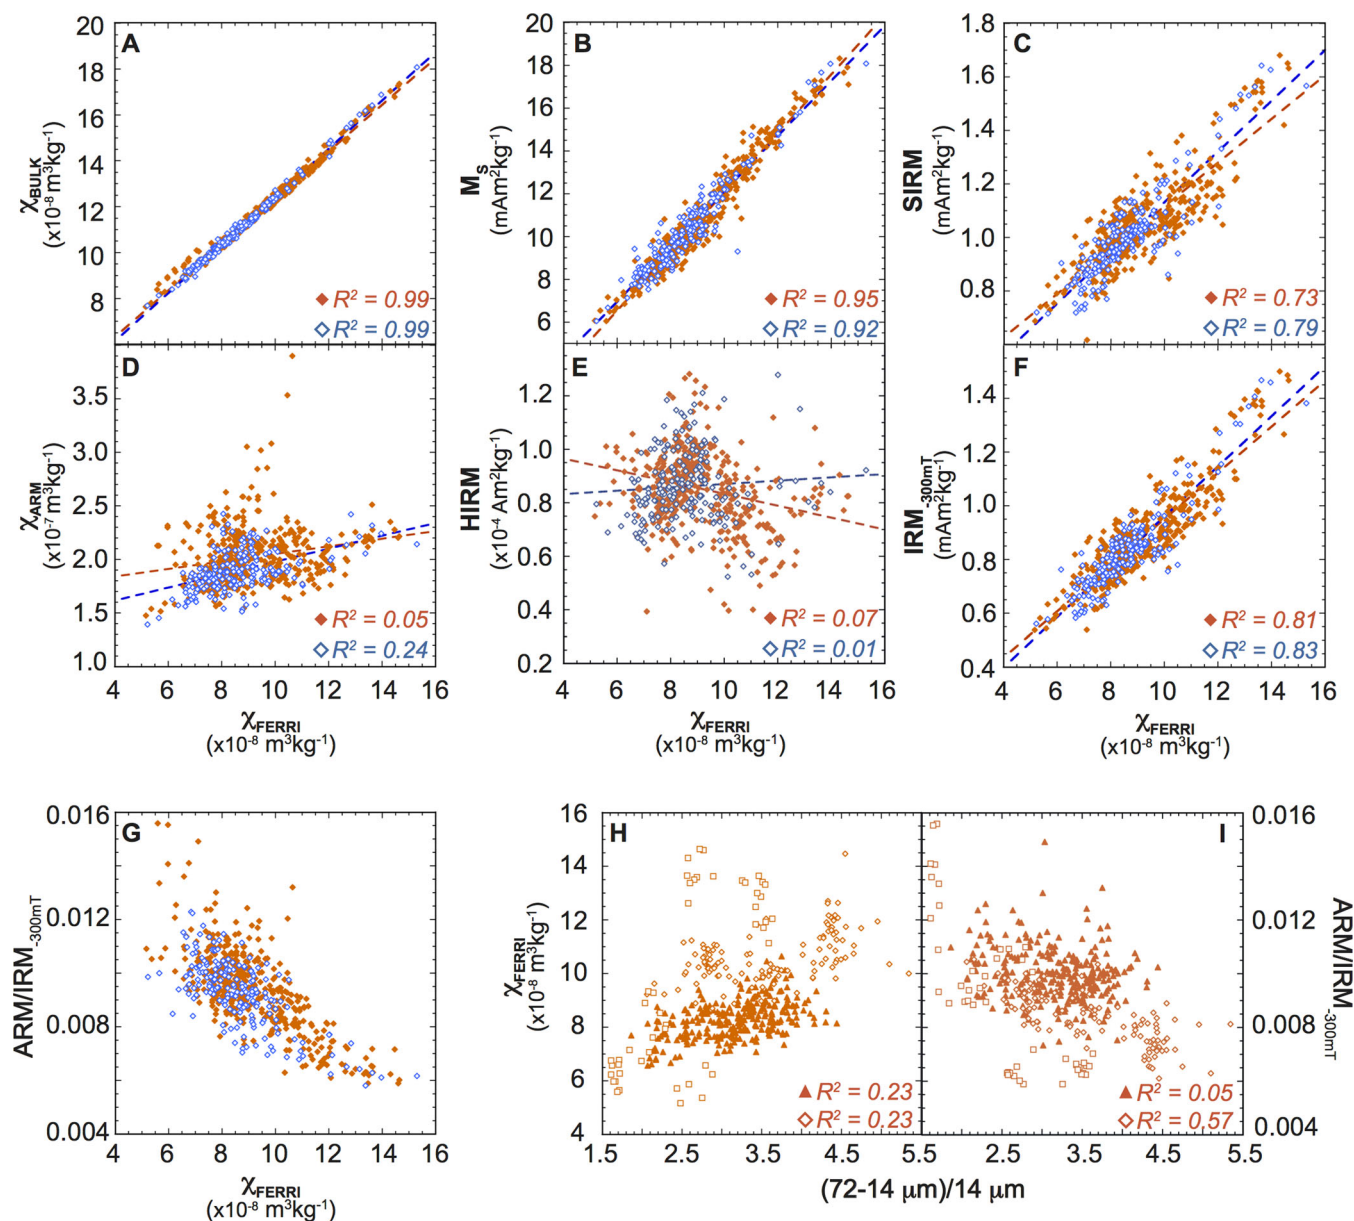 A
20
18
16
14
12
10
8
χBULK
(x10-8 m3kg-1)
R2 = 0.99
R2 = 0.99
B
20
18
16
14
12
10
8
6
MS
(mAm2kg-1)
R2 = 0.95
R2 = 0.92
C
1.8
1.6
1.4
1.2
1.0
0.8
SIRM
(mAm2kg-1)
R2 = 0.73
R2 = 0.79
D
3.5
3.0
2.5
2.0
1.5
1.0
χARM
(x10-7 m3kg-1)
R2 = 0.05
R2 = 0.24
4 6 8 10 12 14 16
χFERRI
(x10-8 m3kg-1)
E
1.2
1.0
0.8
0.6
0.4
0.2
HIRM
(x10-4 Am2kg-1)
R2 = 0.07
R2 = 0.01
4 6 8 10 12 14 16
χFERRI
(x10-8 m3kg-1)
F
1.4
1.2
1.0
0.8
0.6
0.4
IRM-300mT
(mAm2kg-1)
R2 = 0.81
R2 = 0.83
4 6 8 10 12 14 16
χFERRI
(x10-8 m3kg-1)
G
0.016
0.012
0.008
0.004
ARM/IRM-300mT
4 6 8 10 12 14 16
χFERRI
(x10-8 m3kg-1)
H
16
14
12
10
8
6
4
χFERRI
(x10-8 m3kg-1)
R2 = 0.23
R2 = 0.23
1.5 2.5 3.5 4.5 5.5
I
0.016
0.012
0.008
0.004
ARM/IRM-300mT
R2 = 0.05
R2 = 0.57
2.5 3.5 4.5 5.5
(72-14 μm)/14 μm